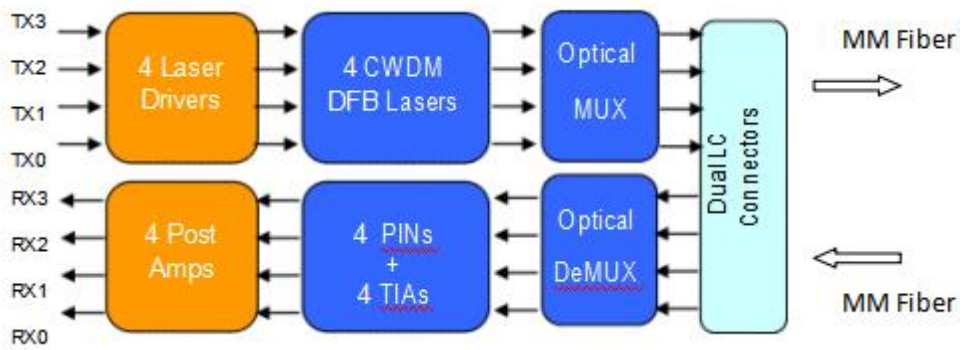 TX3
TX2
TX1
TX0
4 Laser
Drivers
4 CWDM
DFB Lasers
Optical
MUX
Dual LC
Connectors
MM Fiber
RX3
RX2
RX1
RX0
4 Post
Amps
4 PINs
+
4 TIAs
Optical
DeMUX
MM Fiber